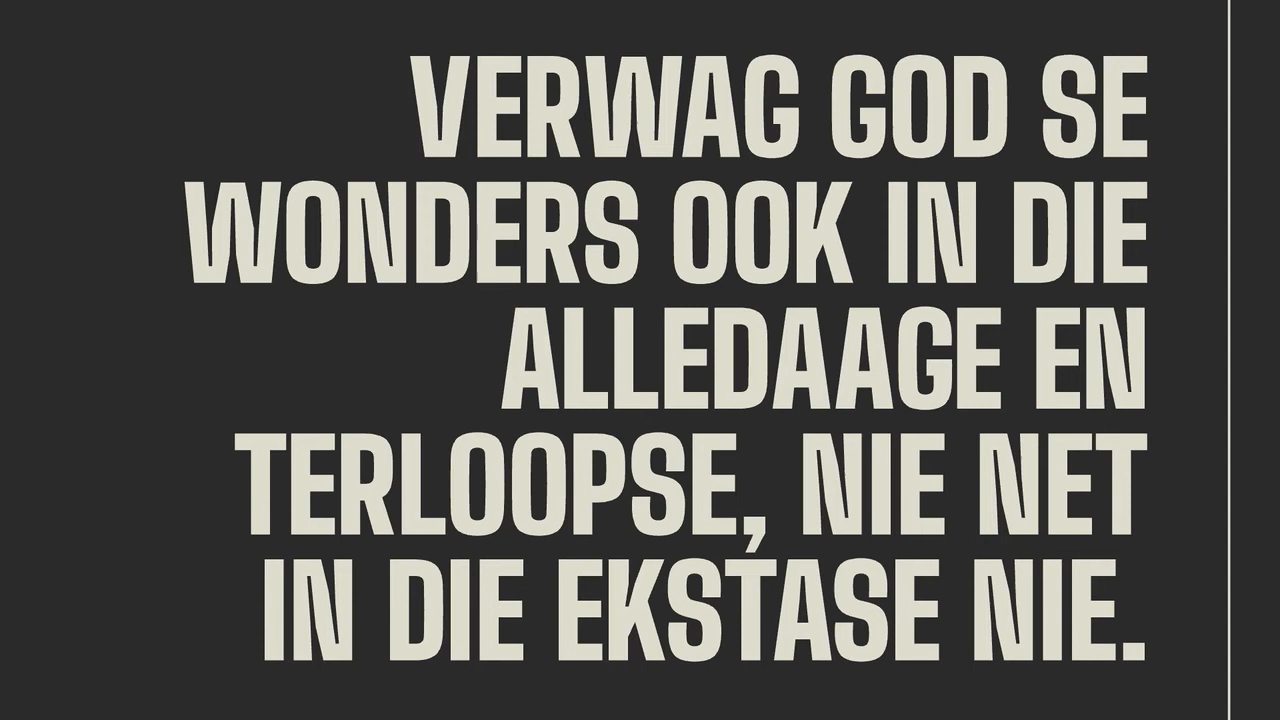 VERWAG GOD SE
WONDERS OOK IN DIE
ALLEDAAGE EN
TERLOOPSE, NIE NET
IN DIE EKSTASE NIE.